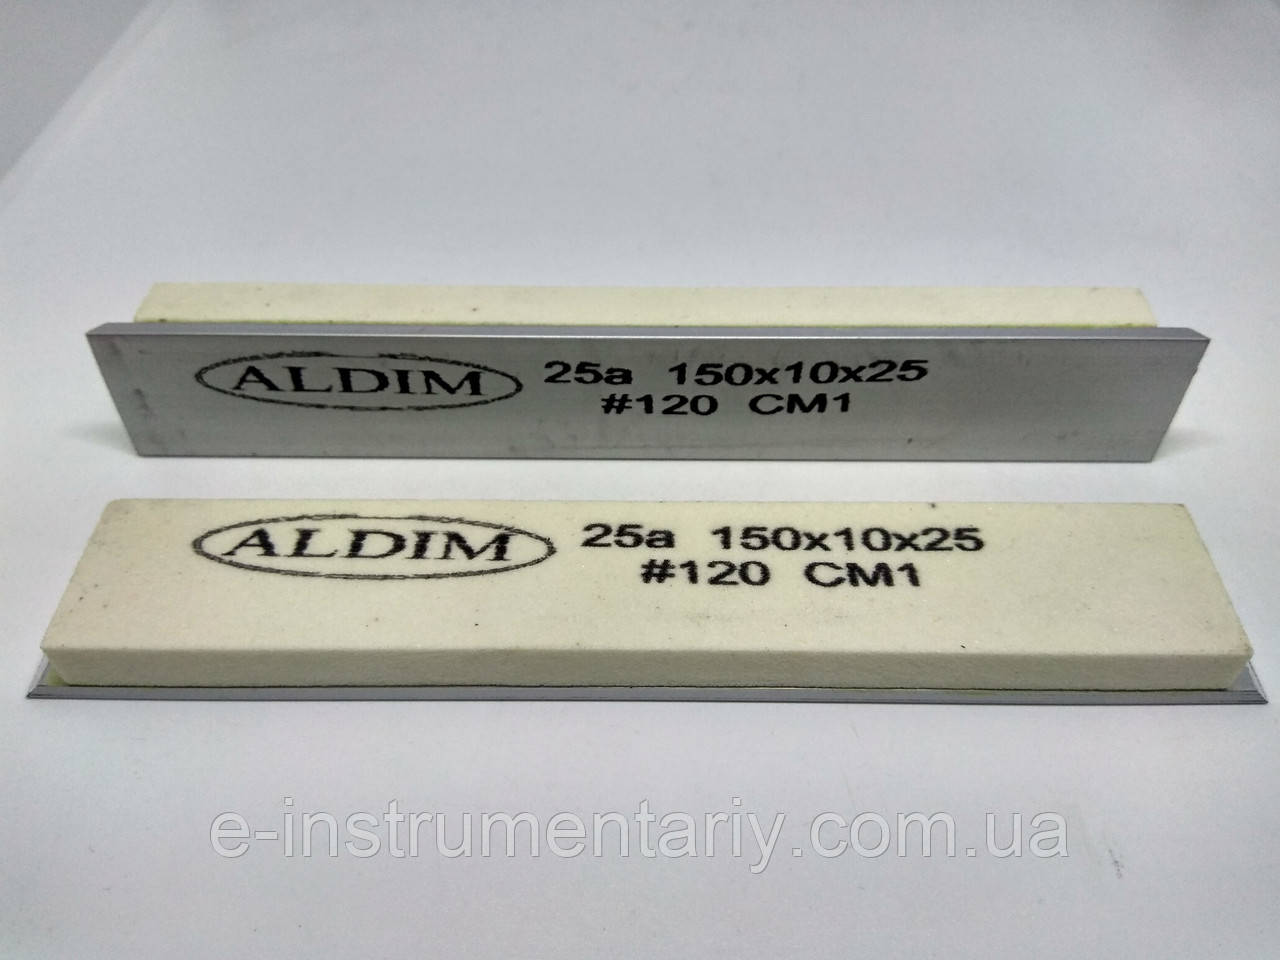 ALDIM 25a 150x10x25
#120 CM1
ALDIM 25a 150x10x25
#120 CM1
e-instrumentariy.com.ua